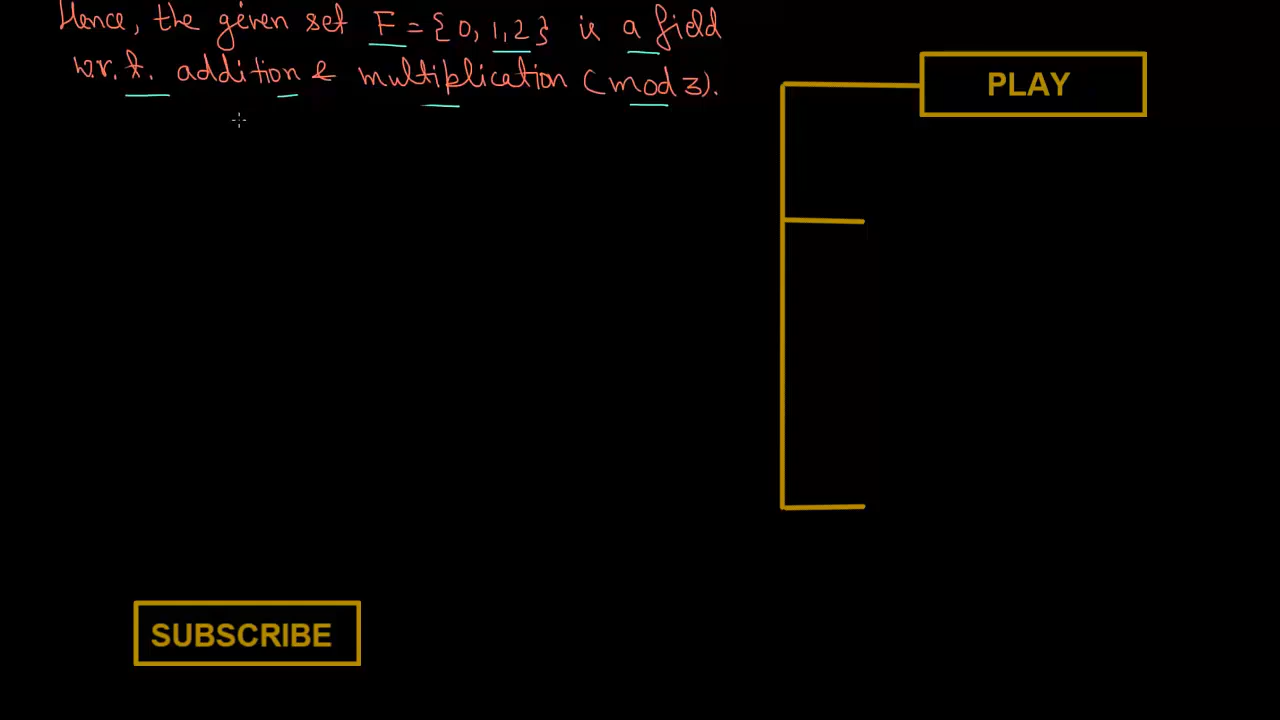 Hence, the given set F = {0, 1, 2} is a field
w.r.t. addition & multiplication (mod 3).
PLAY
SUBSCRIBE